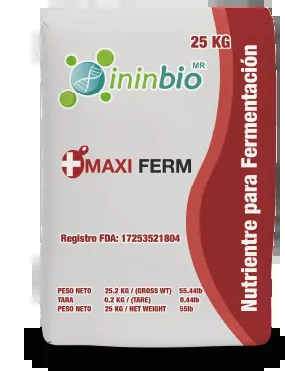 25 KG
ininbio MR
MAXI FERM
Nutrientre para Fermentación
Registro FDA: 17253521804
PESO NETO 25.2 KG / (GROSS WT) 55.44lb
TARA 0.2 KG / (TARE) 0.44lb
PESO NETO 25 KG / NET WEIGHT 55lb